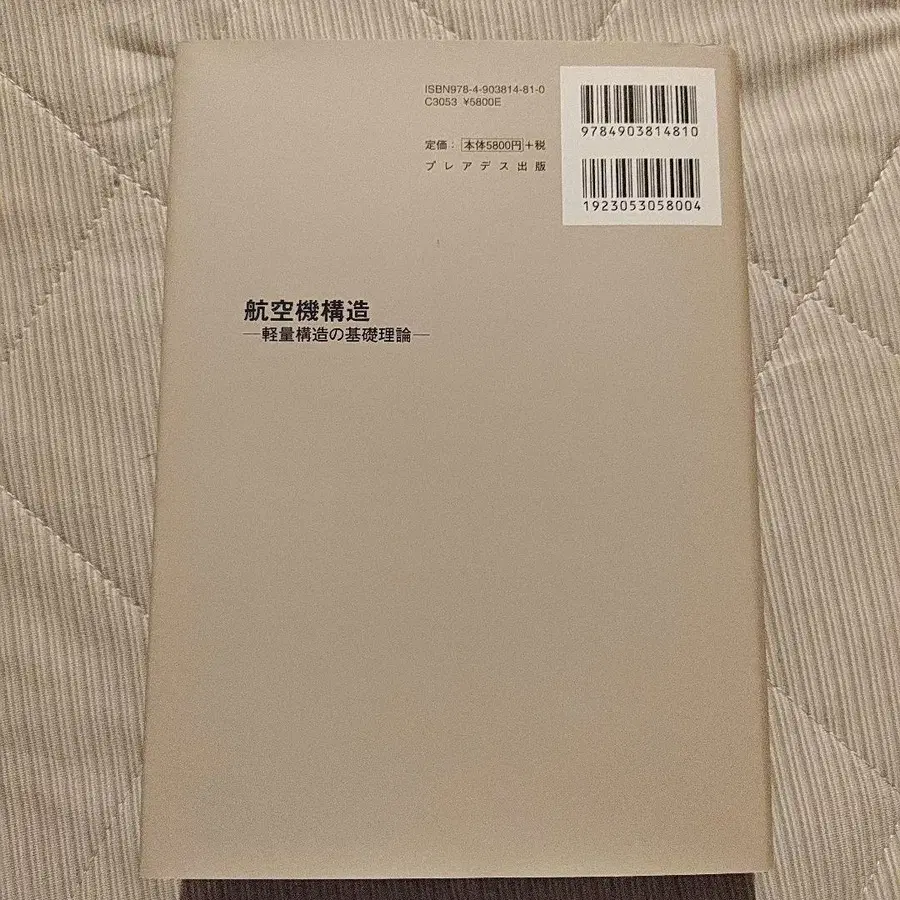 ISBN978-4-903814-81-0
C3053 ¥5800E
定価： 本体5800円+税
プレアデス出版
9784903814810
1923053058004
航空機構造
―軽量構造の基礎理論―